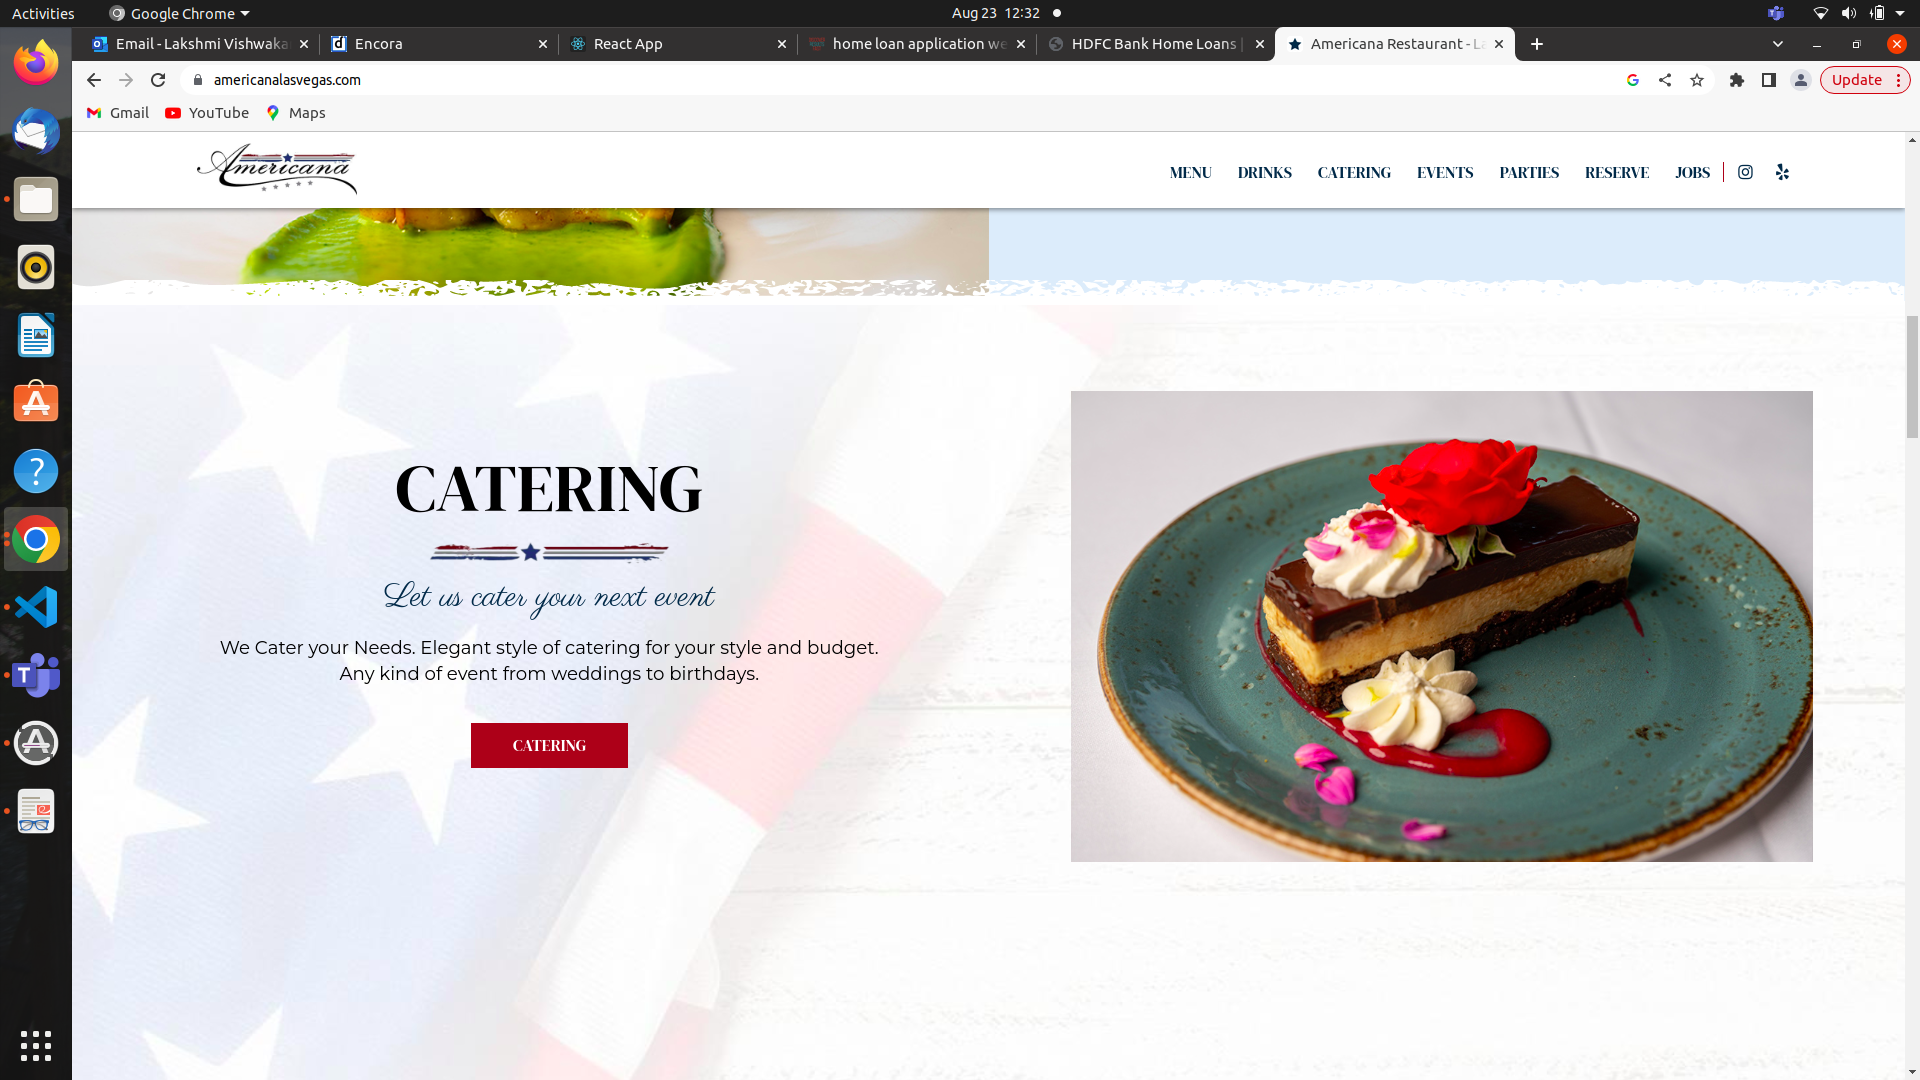 Activities
Google Chrome
Aug 23 12:32
Email - Lakshmi Vishwaka
Encora
React App
home loan application we
HDFC Bank Home Loans |
Americana Restaurant - La
americanalasvegas.com
Update
Gmail
YouTube
Maps
Americana
MENU
DRINKS
CATERING
EVENTS
PARTIES
RESERVE
JOBS
CATERING
Let us cater your next event
We Cater your Needs. Elegant style of catering for your style and budget.
Any kind of event from weddings to birthdays.
CATERING